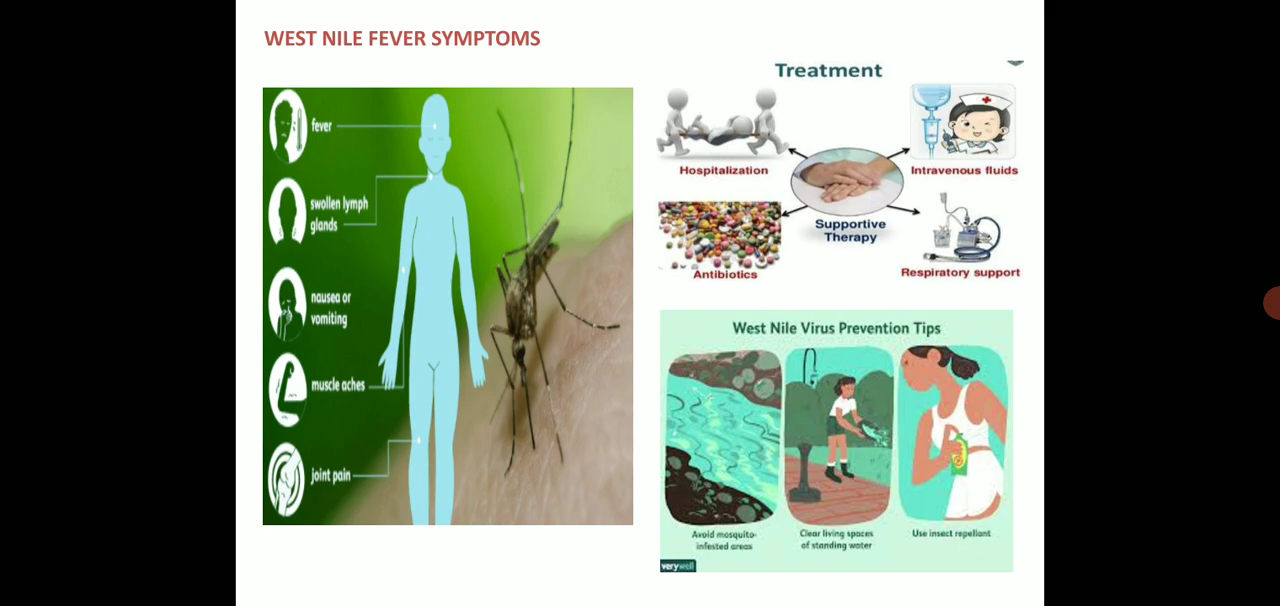 WEST NILE FEVER SYMPTOMS
fever
swollen lymph
glands
nausea or
vomiting
muscle aches
joint pain
Treatment
Hospitalization
Intravenous fluids
Supportive
Therapy
Antibiotics
Respiratory support
West Nile Virus Prevention Tips
Avoid mosquito-
infested areas
Clear living spaces
of standing water
Use insect repellant
verywell